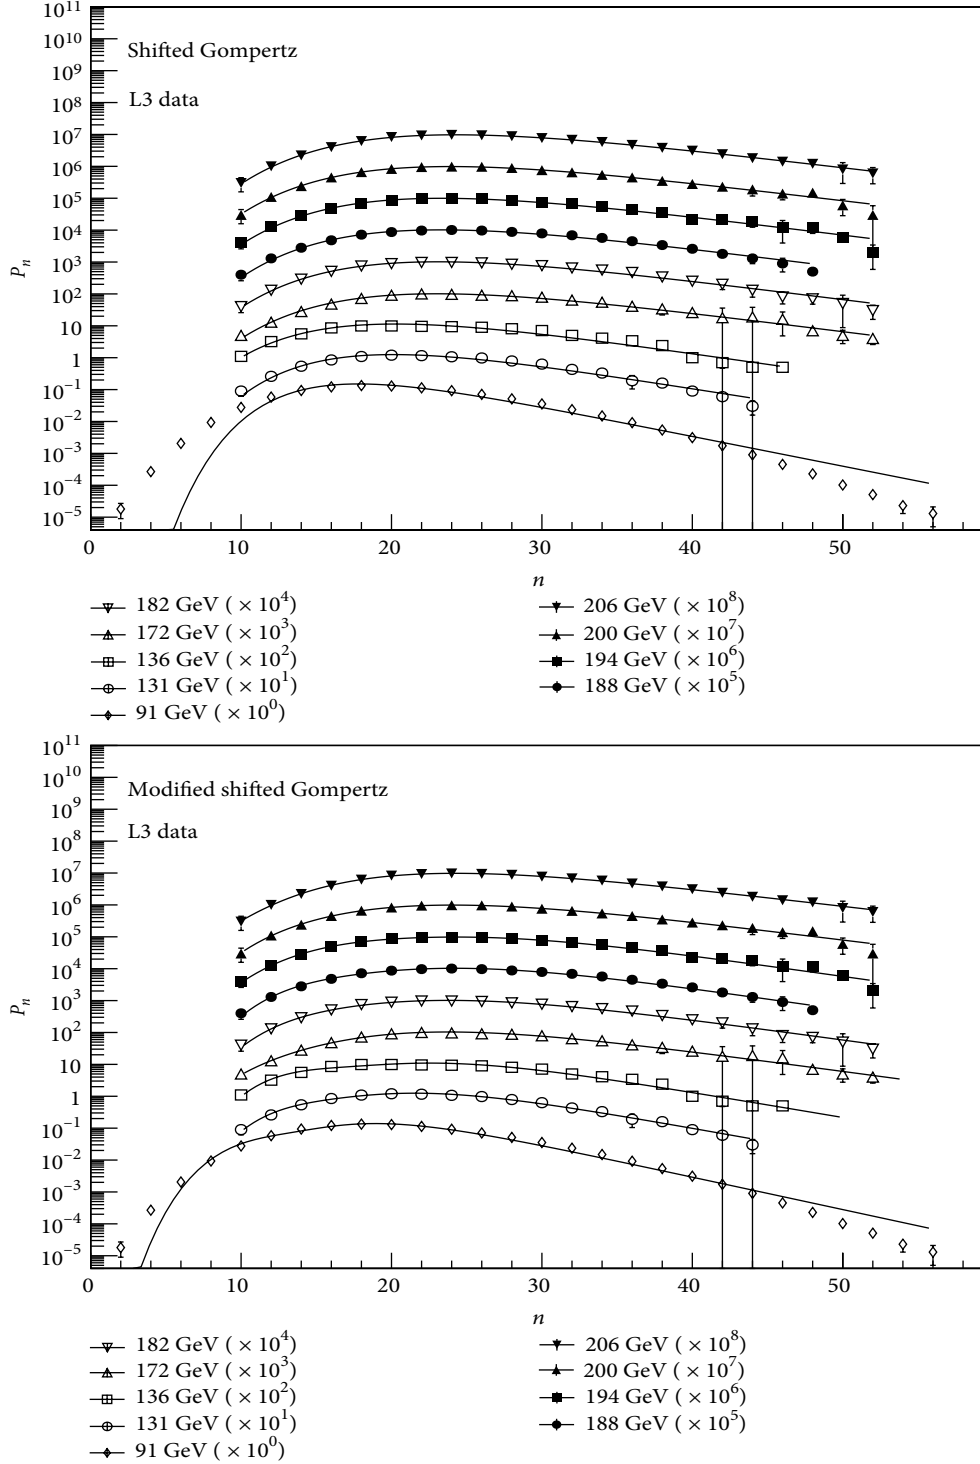 10^11
10^10
10^9
10^8
10^7
10^6
10^5
10^4
10^3
10^2
10
1
10^−1
10^−2
10^−3
10^−4
10^−5
P_n
Shifted Gompertz
L3 data
0 10 20 30 40 50
n
182 GeV ( × 10^4)
172 GeV ( × 10^3)
136 GeV ( × 10^2)
131 GeV ( × 10^1)
91 GeV ( × 10^0)
206 GeV ( × 10^8)
200 GeV ( × 10^7)
194 GeV ( × 10^6)
188 GeV ( × 10^5)
10^11
10^10
10^9
10^8
10^7
10^6
10^5
10^4
10^3
10^2
10
1
10^−1
10^−2
10^−3
10^−4
10^−5
P_n
Modified shifted Gompertz
L3 data
0 10 20 30 40 50
n
182 GeV ( × 10^4)
172 GeV ( × 10^3)
136 GeV ( × 10^2)
131 GeV ( × 10^1)
91 GeV ( × 10^0)
206 GeV ( × 10^8)
200 GeV ( × 10^7)
194 GeV ( × 10^6)
188 GeV ( × 10^5)